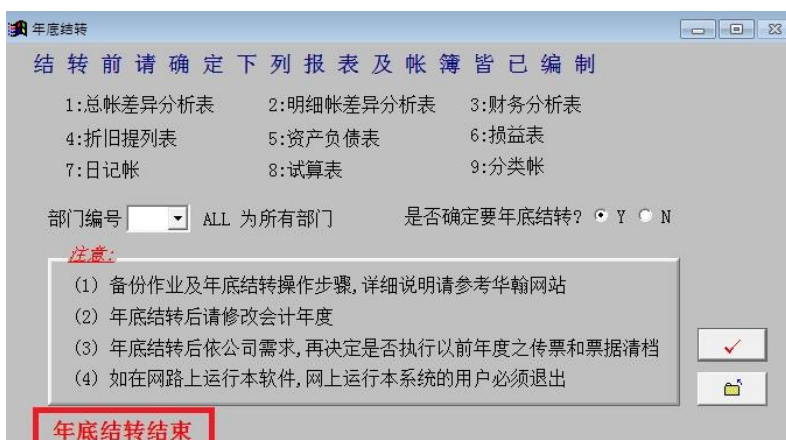 年底结转
结转前请确定下列报表及帐簿皆已编制
1:总帐差异分析表 2:明细帐差异分析表 3:财务分析表
4:折旧提列表 5:资产负债表 6:损益表
7:日记帐 8:试算表 9:分类帐
部门编号 ALL 为所有部门 是否确定要年底结转? Y N
注意:
(1) 备份作业及年底结转操作步骤,详细说明请参考华翰网站
(2) 年底结转后请修改会计年度
(3) 年底结转后依公司需求,再决定是否执行以前年度之传票和票据清档
(4) 如在网路上运行本软件,网上运行本系统的用户必须退出
年底结转结束